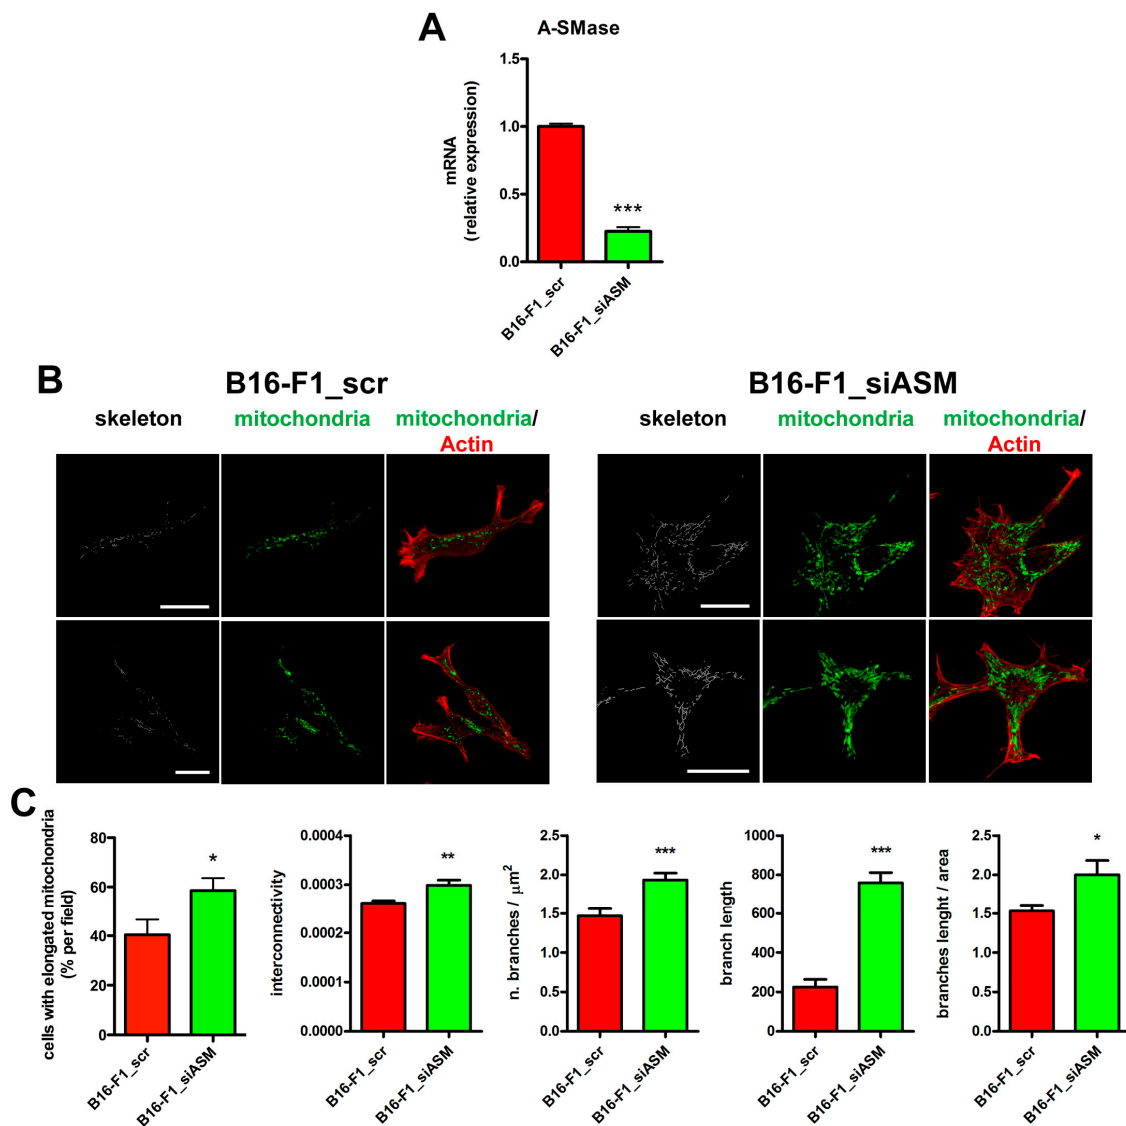 A
A-SMase
mRNA
(relative expression)
1.5
1.0
0.5
0.0
***
B16-F1_scr
B16-F1_siASM
B
B16-F1_scr
B16-F1_siASM
skeleton
mitochondria
mitochondria/
Actin
skeleton
mitochondria
mitochondria/
Actin
C
cells with elongated mitochondria
(% per field)
80
60
40
20
0
*
B16-F1_scr
B16-F1_siASM
interconnectivity
0.0004
0.0003
0.0002
0.0001
0.0000
**
B16-F1_scr
B16-F1_siASM
n. branches / μm²
2.5
2.0
1.5
1.0
0.5
0.0
***
B16-F1_scr
B16-F1_siASM
branch length
1000
800
600
400
200
0
***
B16-F1_scr
B16-F1_siASM
branches lenght / area
2.5
2.0
1.5
1.0
0.5
0.0
*
B16-F1_scr
B16-F1_siASM